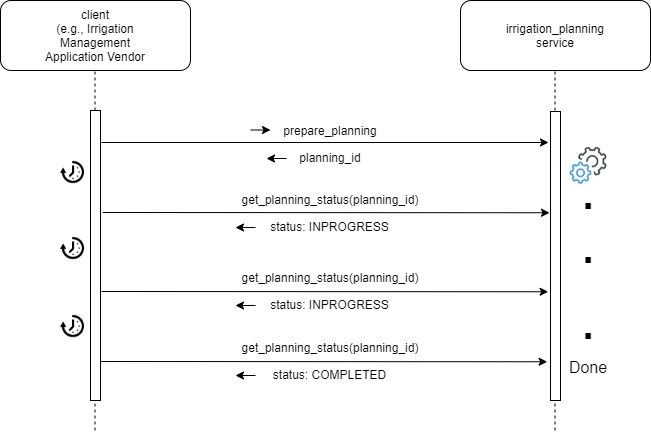 client
(e.g., Irrigation
Management
Application Vendor
irrigation_planning
service
prepare_planning
planning_id
get_planning_status(planning_id)
status: INPROGRESS
get_planning_status(planning_id)
status: INPROGRESS
get_planning_status(planning_id)
Done
status: COMPLETED